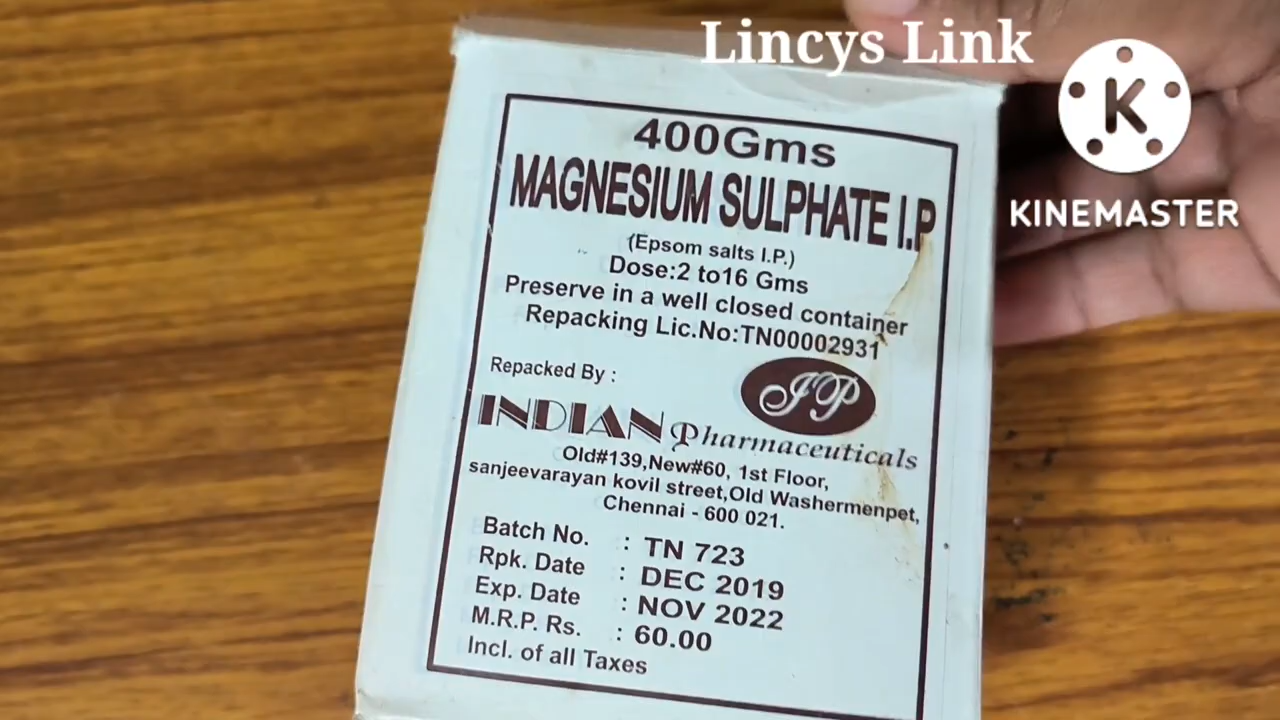 Lincys Link
K
KINEMASTER
400Gms
MAGNESIUM SULPHATE I.P
(Epsom salts I.P.)
Dose:2 to16 Gms
Preserve in a well closed container
Repacking Lic.No:TN00002931
Repacked By :
IP
INDIAN Pharmaceuticals
Old#139,New#60, 1st Floor,
sanjeevarayan kovil street,Old Washermenpet,
Chennai - 600 021.
Batch No. : TN 723
Rpk. Date : DEC 2019
Exp. Date : NOV 2022
M.R.P. Rs. : 60.00
Incl. of all Taxes